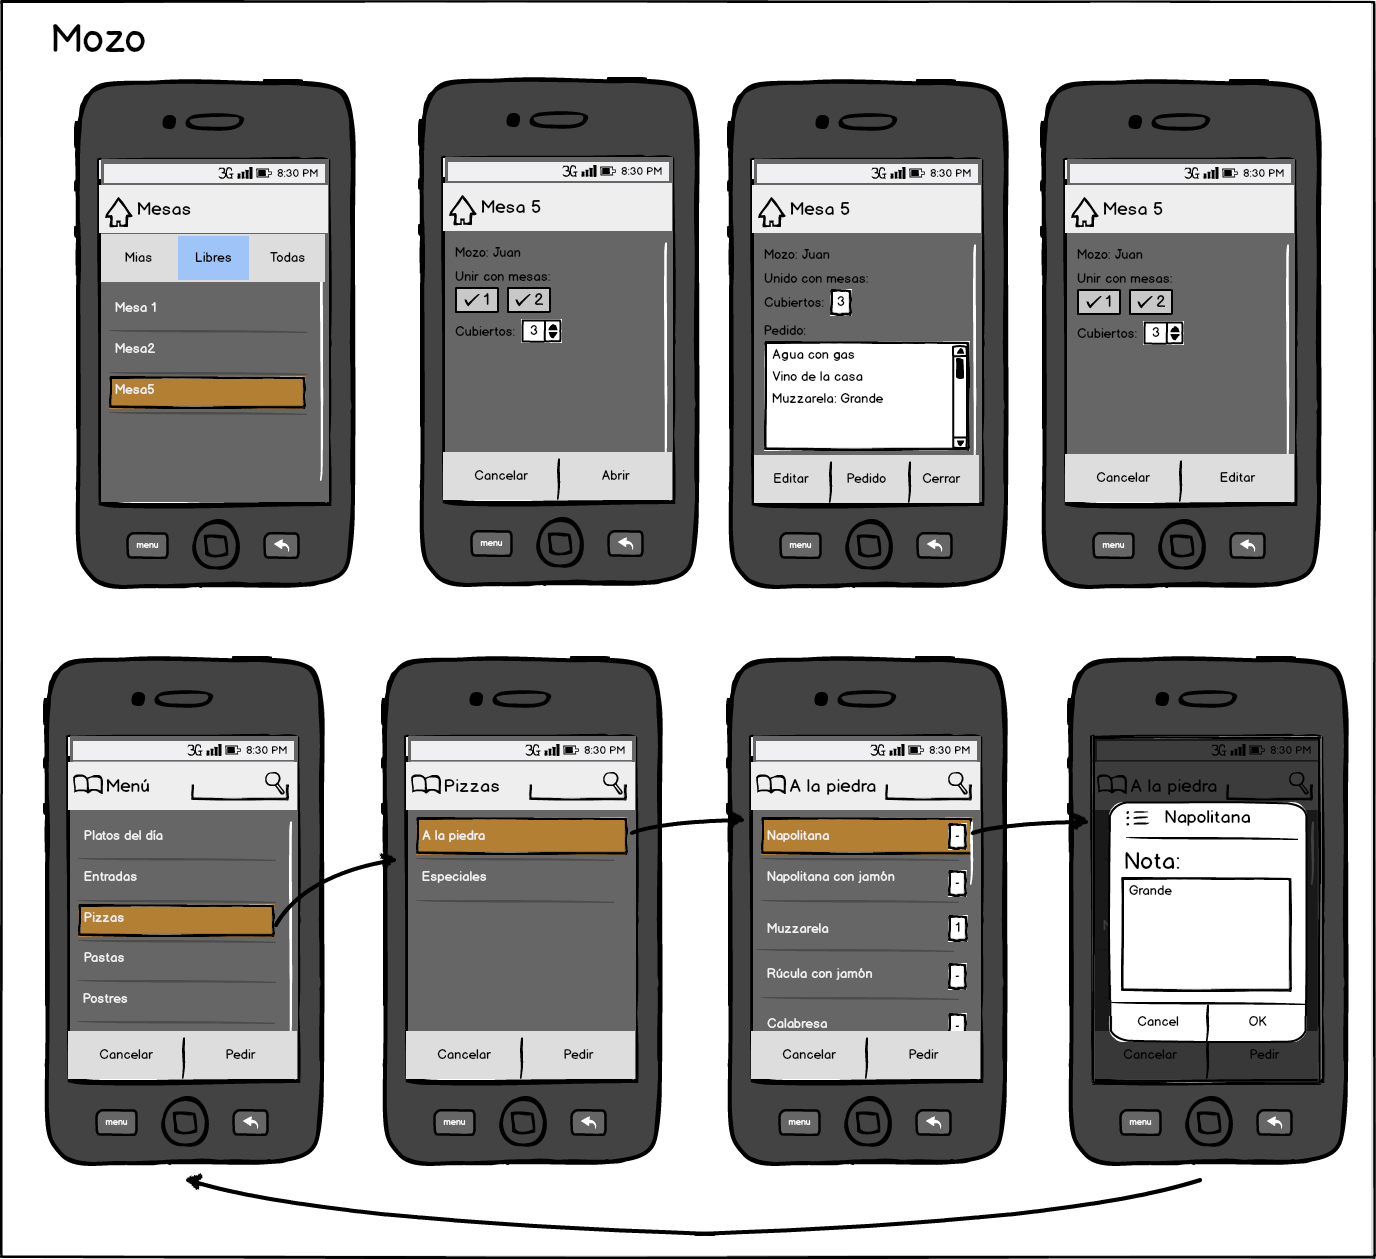 Mozo
3G 8:30 PM
Mesas
Mias Libres Todas
Mesa 1
Mesa2
Mesa5
menu
3G 8:30 PM
Mesa 5
Mozo: Juan
Unir con mesas:
1 2
Cubiertos: 3
Cancelar Abrir
menu
3G 8:30 PM
Mesa 5
Mozo: Juan
Unido con mesas:
Cubiertos: 3
Pedido:
Agua con gas
Vino de la casa
Muzzarela: Grande
Editar Pedido Cerrar
menu
3G 8:30 PM
Mesa 5
Mozo: Juan
Unir con mesas:
1 2
Cubiertos: 3
Cancelar Editar
menu
3G 8:30 PM
Menú
Platos del día
Entradas
Pizzas
Pastas
Postres
Cancelar Pedir
menu
3G 8:30 PM
Pizzas
A la piedra
Especiales
Cancelar Pedir
menu
3G 8:30 PM
A la piedra
Napolitana -
Napolitana con jamón -
Muzzarela 1
Rúcula con jamón -
Calabresa -
Cancelar Pedir
menu
3G 8:30 PM
A la piedra
Napolitana
Nota:
Grande
Cancel OK
Cancelar Pedir
menu